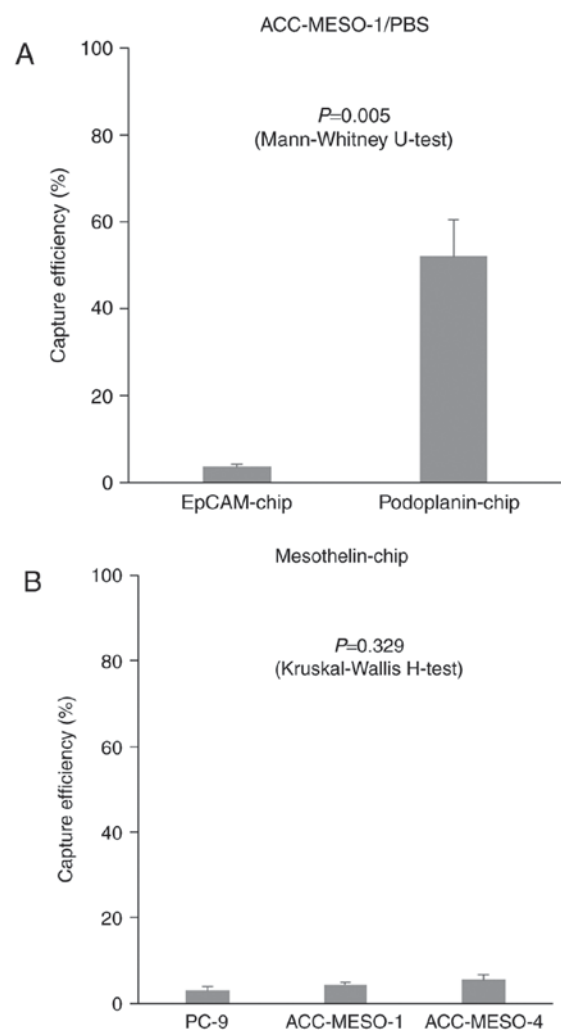 A
ACC-MESO-1/PBS
P=0.005
(Mann-Whitney U-test)
Capture efficiency (%)
100
80
60
40
20
0
EpCAM-chip
Podoplanin-chip
B
Mesothelin-chip
P=0.329
(Kruskal-Wallis H-test)
Capture efficiency (%)
100
80
60
40
20
0
PC-9
ACC-MESO-1
ACC-MESO-4